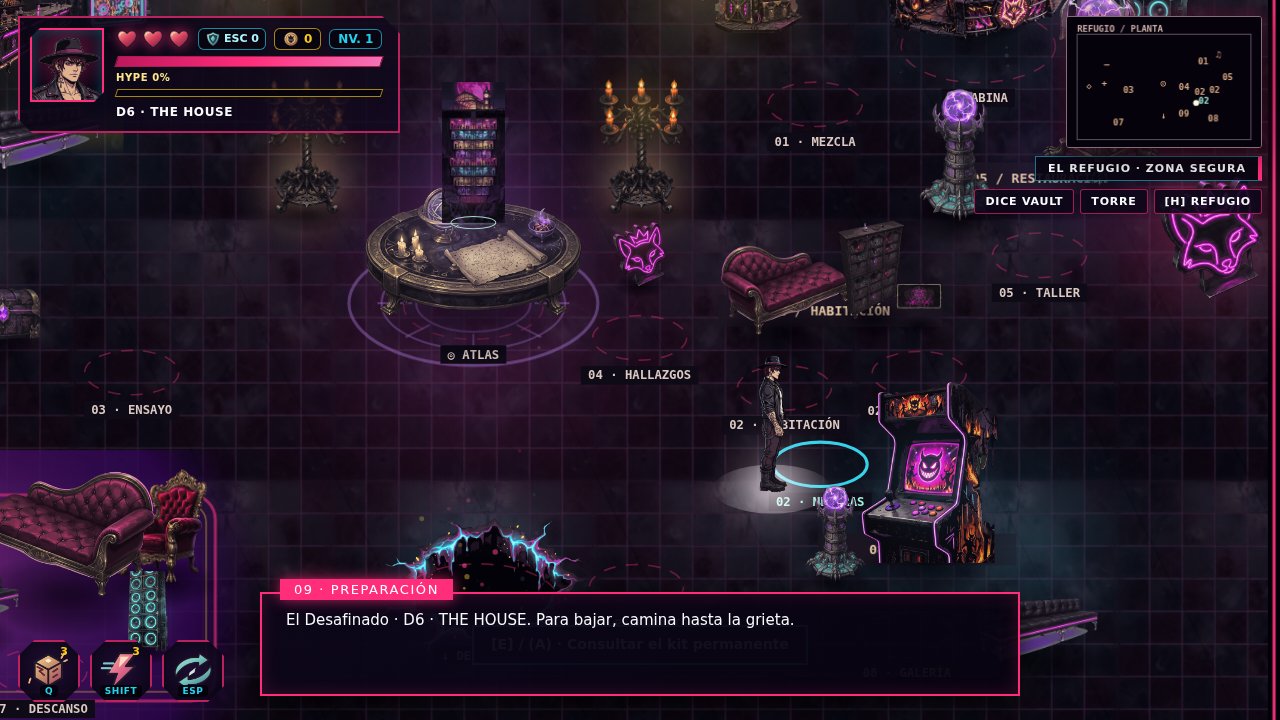 ESC 0
0
NV. 1
HYPE 0%
D6 · THE HOUSE
REFUGIO / PLANTA
01
05
03
04
02
02
02
09
08
07
EL REFUGIO · ZONA SEGURA
DICE VAULT
TORRE
[H] REFUGIO
01 · MEZCLA
05 · TALLER
HABITACIÓN
◎ ATLAS
04 · HALLAZGOS
03 · ENSAYO
02 ·
02
02 ·
09 · PREPARACIÓN
El Desafinado · D6 · THE HOUSE. Para bajar, camina hasta la grieta.
[E] / (A) · Consultar el kit permanente
08 · GALERÍA
3
Q
3
SHIFT
ESP
7 · DESCANSO